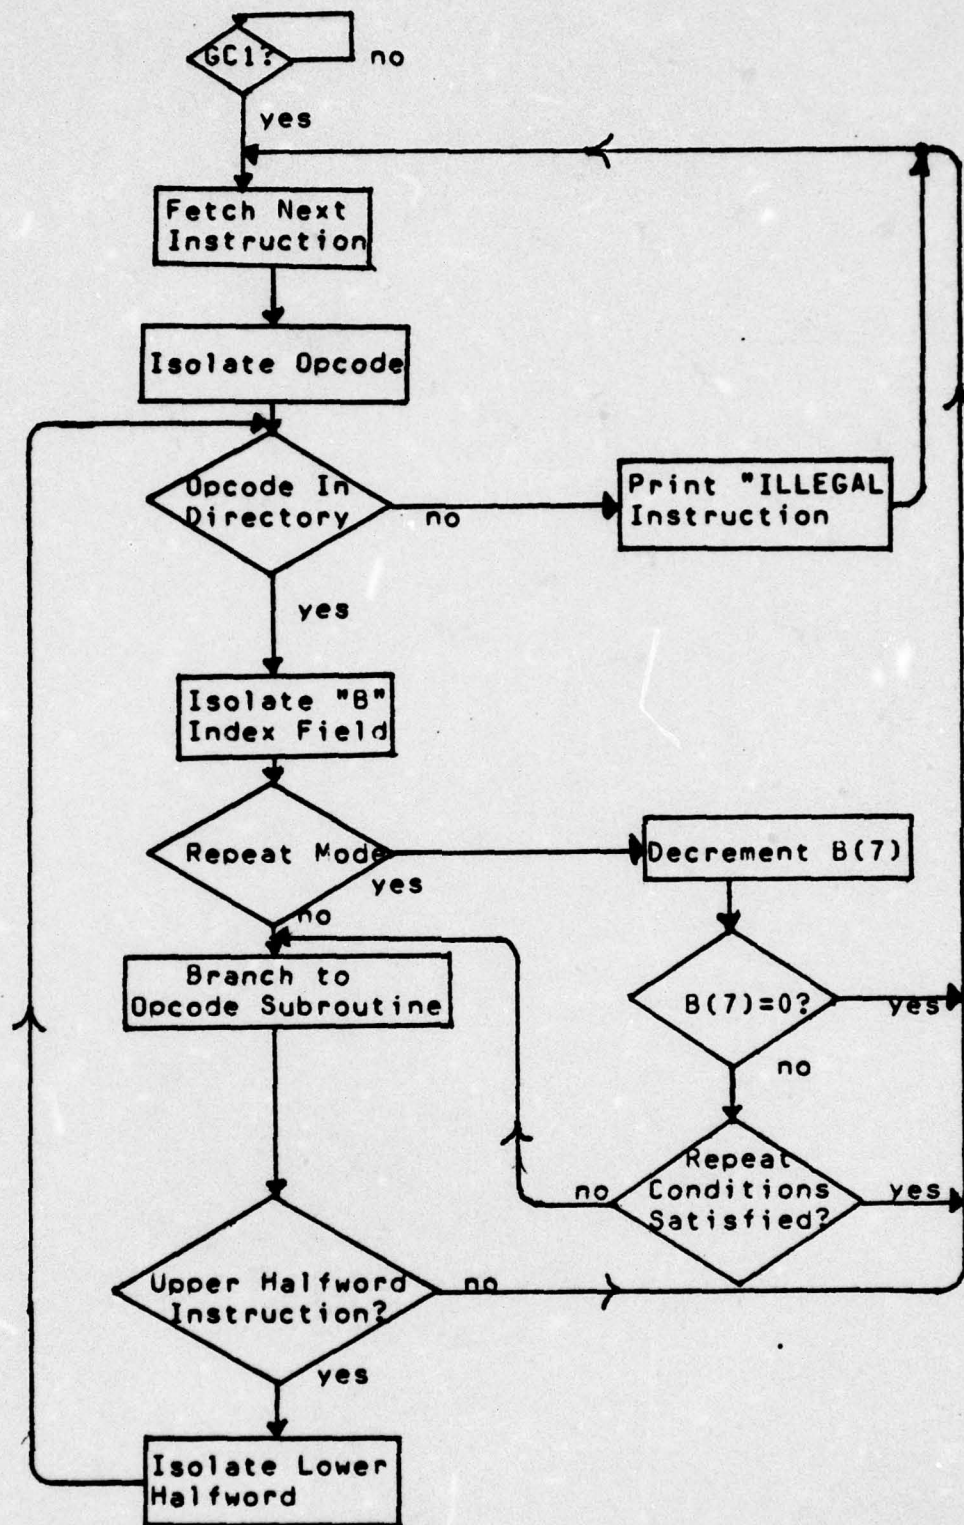 GC1?
no
yes
Fetch Next
Instruction
Isolate Opcode
Opcode In
Directory
no
Print "ILLEGAL
Instruction
yes
Isolate "B"
Index Field
Repeat Mode
yes
Decrement B(7)
no
Branch to
Opcode Subroutine
B(7)=0?
yes
no
Repeat
Conditions
Satisfied?
no
yes
Upper Halfword
Instruction?
no
yes
Isolate Lower
Halfword